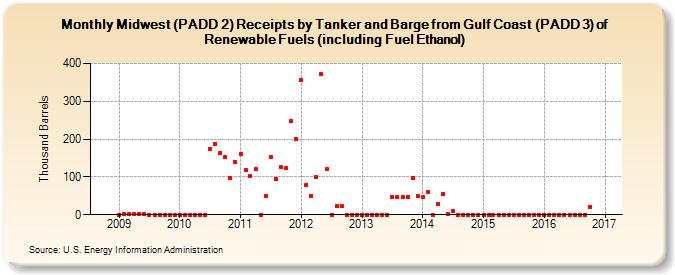 Monthly Midwest (PADD 2) Receipts by Tanker and Barge from Gulf Coast (PADD 3) of
Renewable Fuels (including Fuel Ethanol)
Thousand Barrels
400
300
200
100
0
2009 2010 2011 2012 2013 2014 2015 2016 2017
Source: U.S. Energy Information Administration